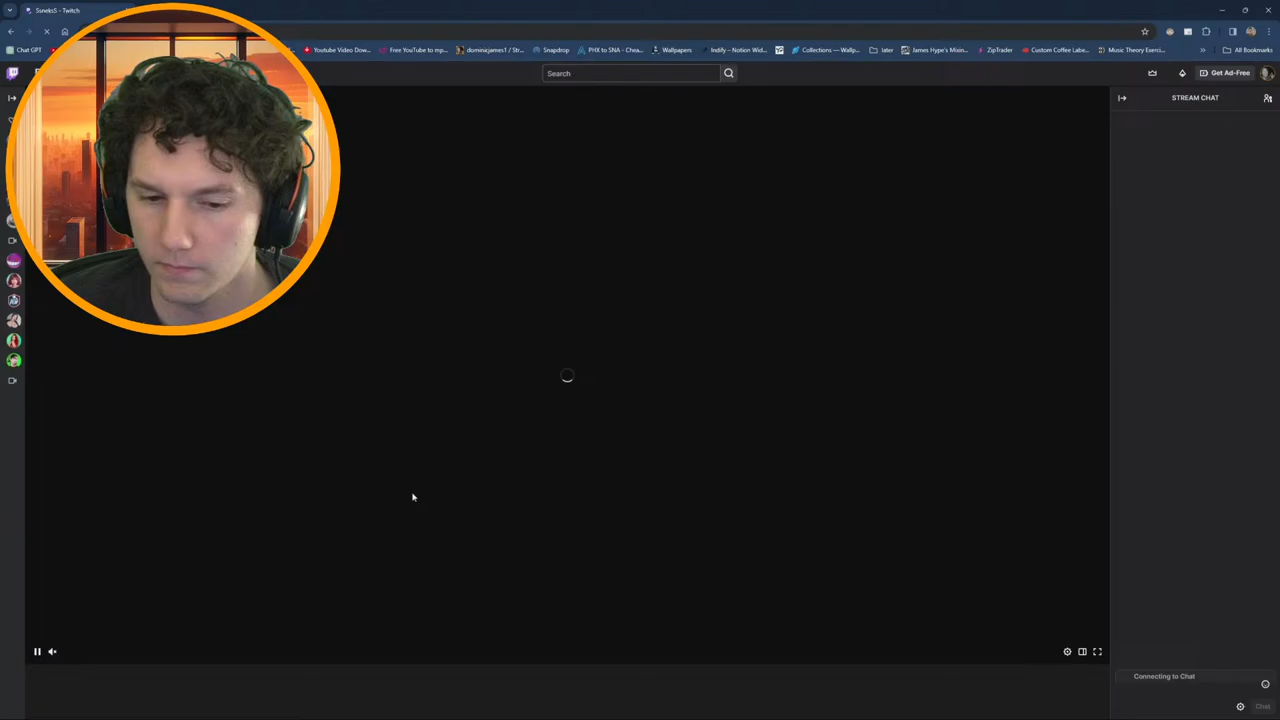 SsneksS - Twitch
Chat GPT
Youtube Video Dow...
Free YouTube to mp...
dominickjames1 / Str...
Snapdrop
PHX to SNA - Chea...
Wallpapers
Indify - Notion Wid...
Collections — Wallp...
later
James Hype's Mixin...
ZipTrader
Custom Coffee Labe...
Music Theory Exerci...
All Bookmarks
Search
Get Ad-Free
STREAM CHAT
Connecting to Chat
Chat